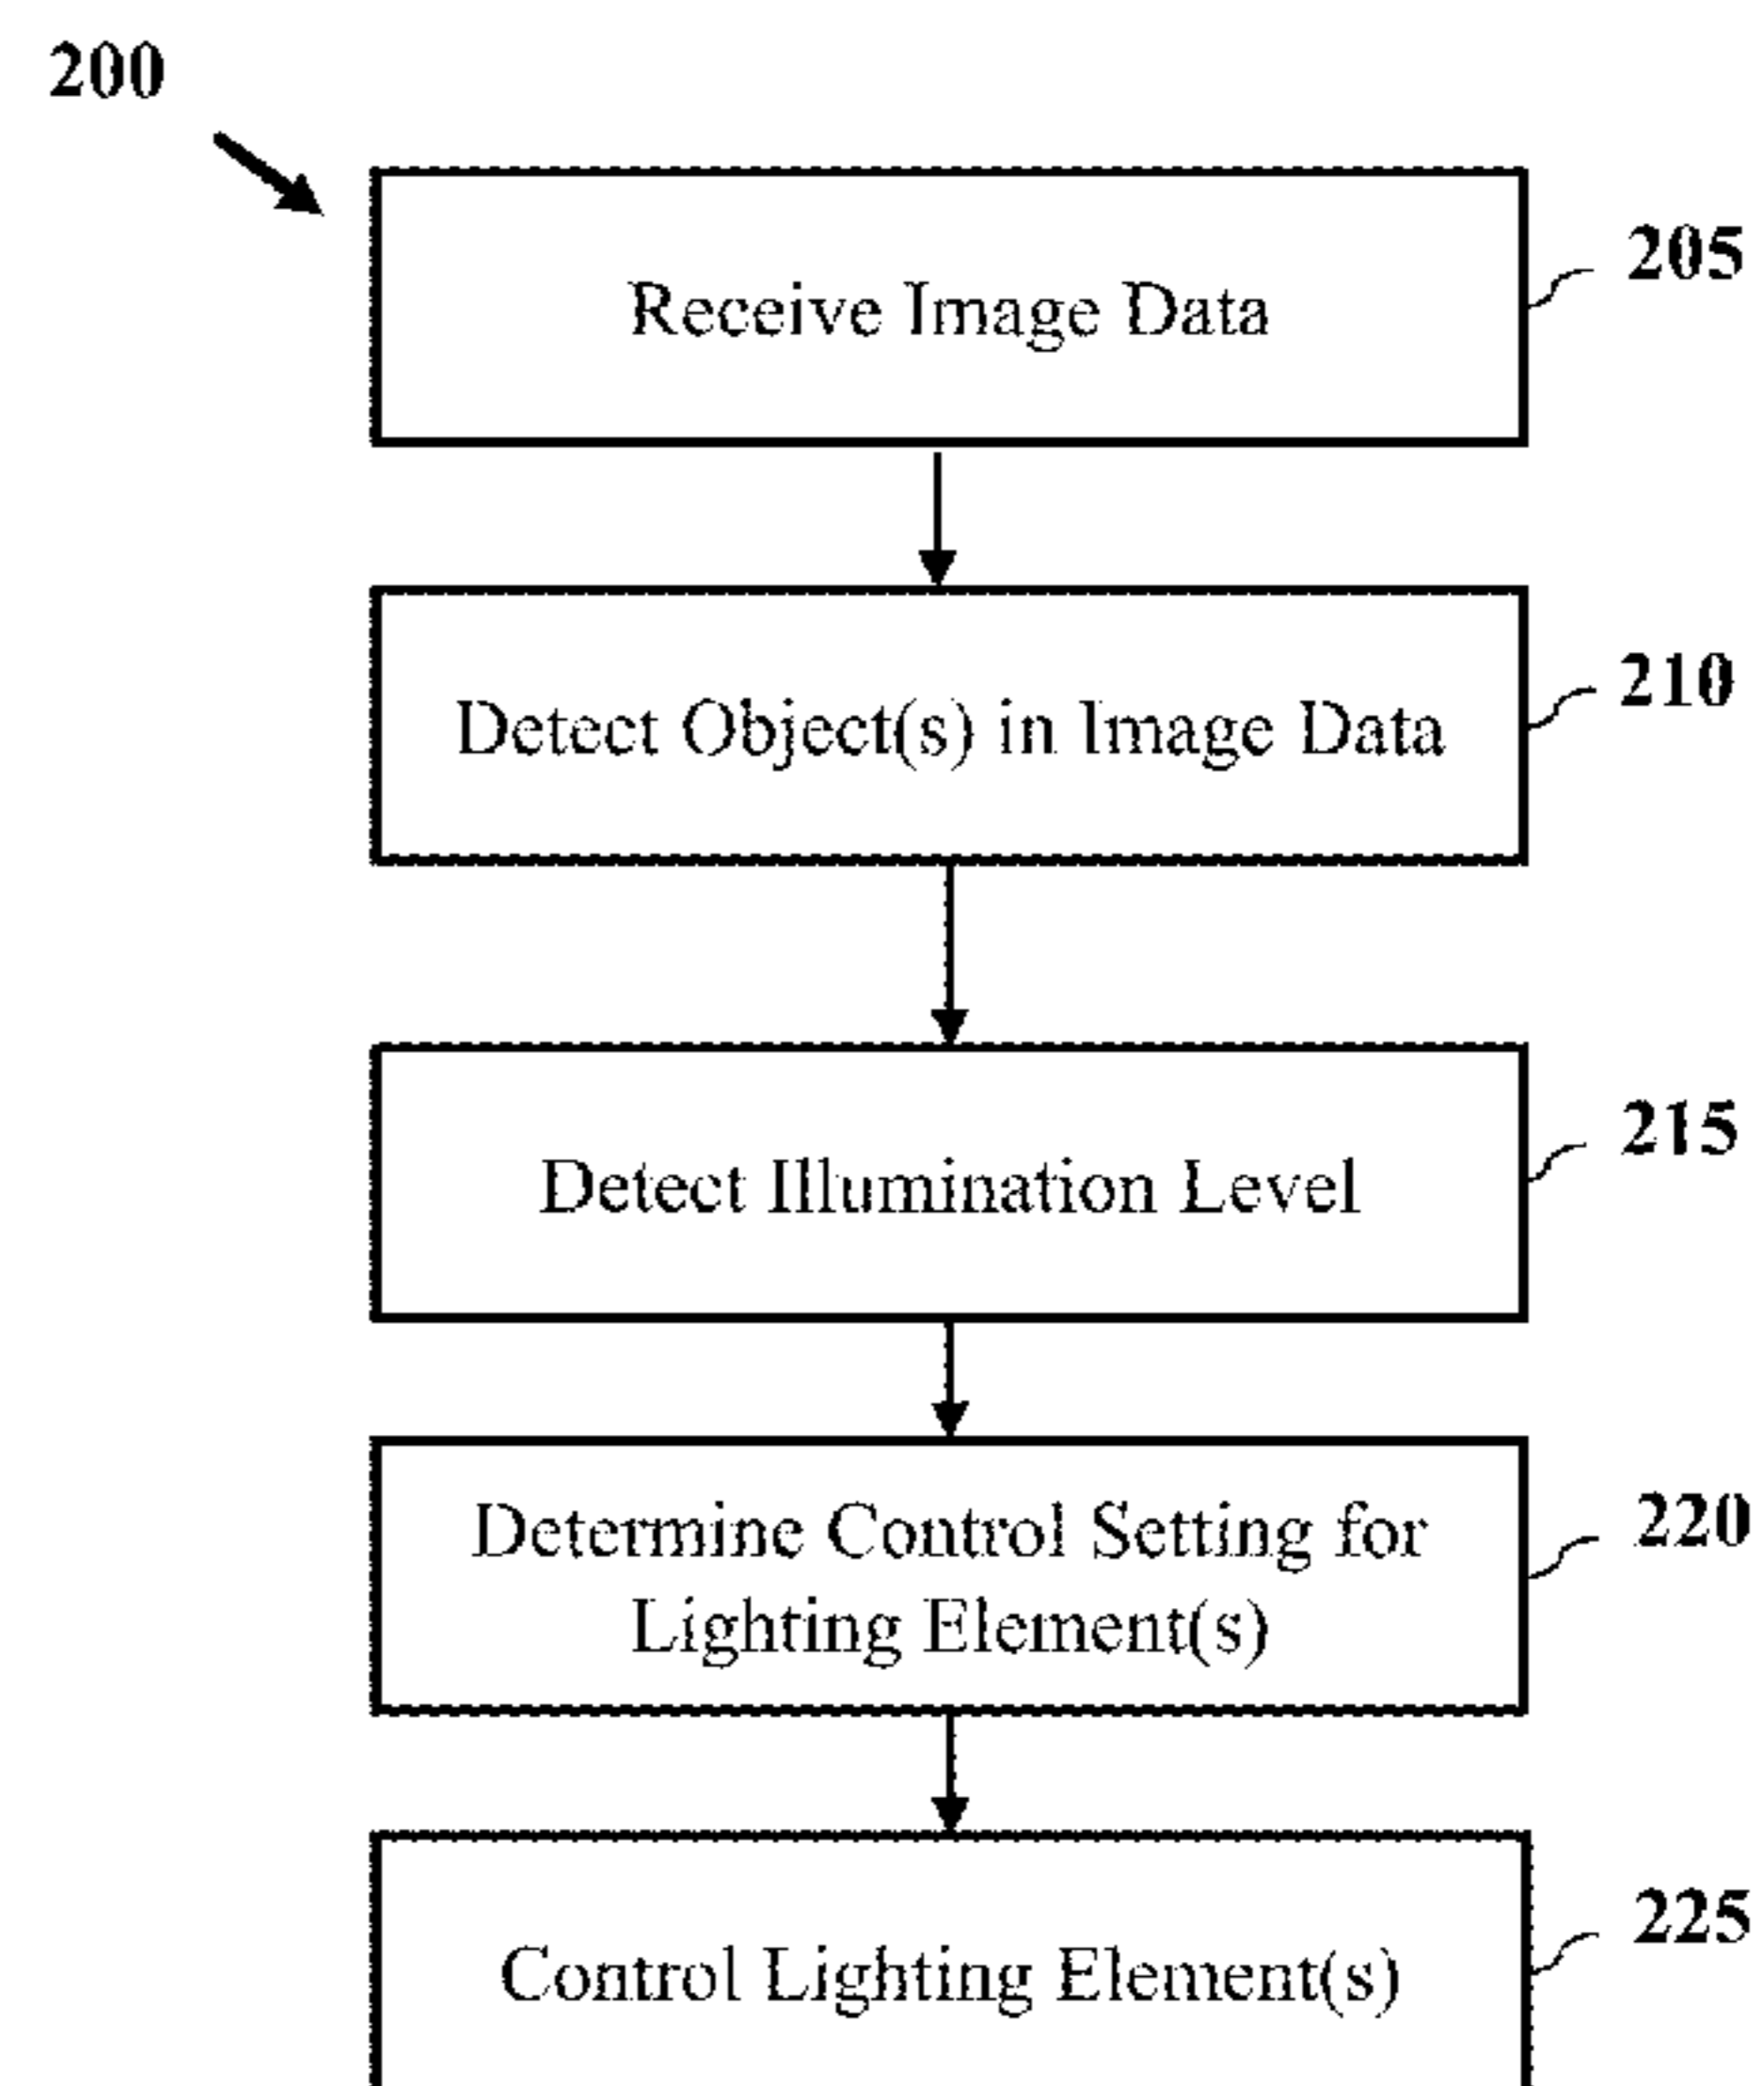 200
Receive Image Data
205
Detect Object(s) in Image Data
210
Detect Illumination Level
215
Determine Control Setting for
Lighting Element(s)
220
Control Lighting Element(s)
225